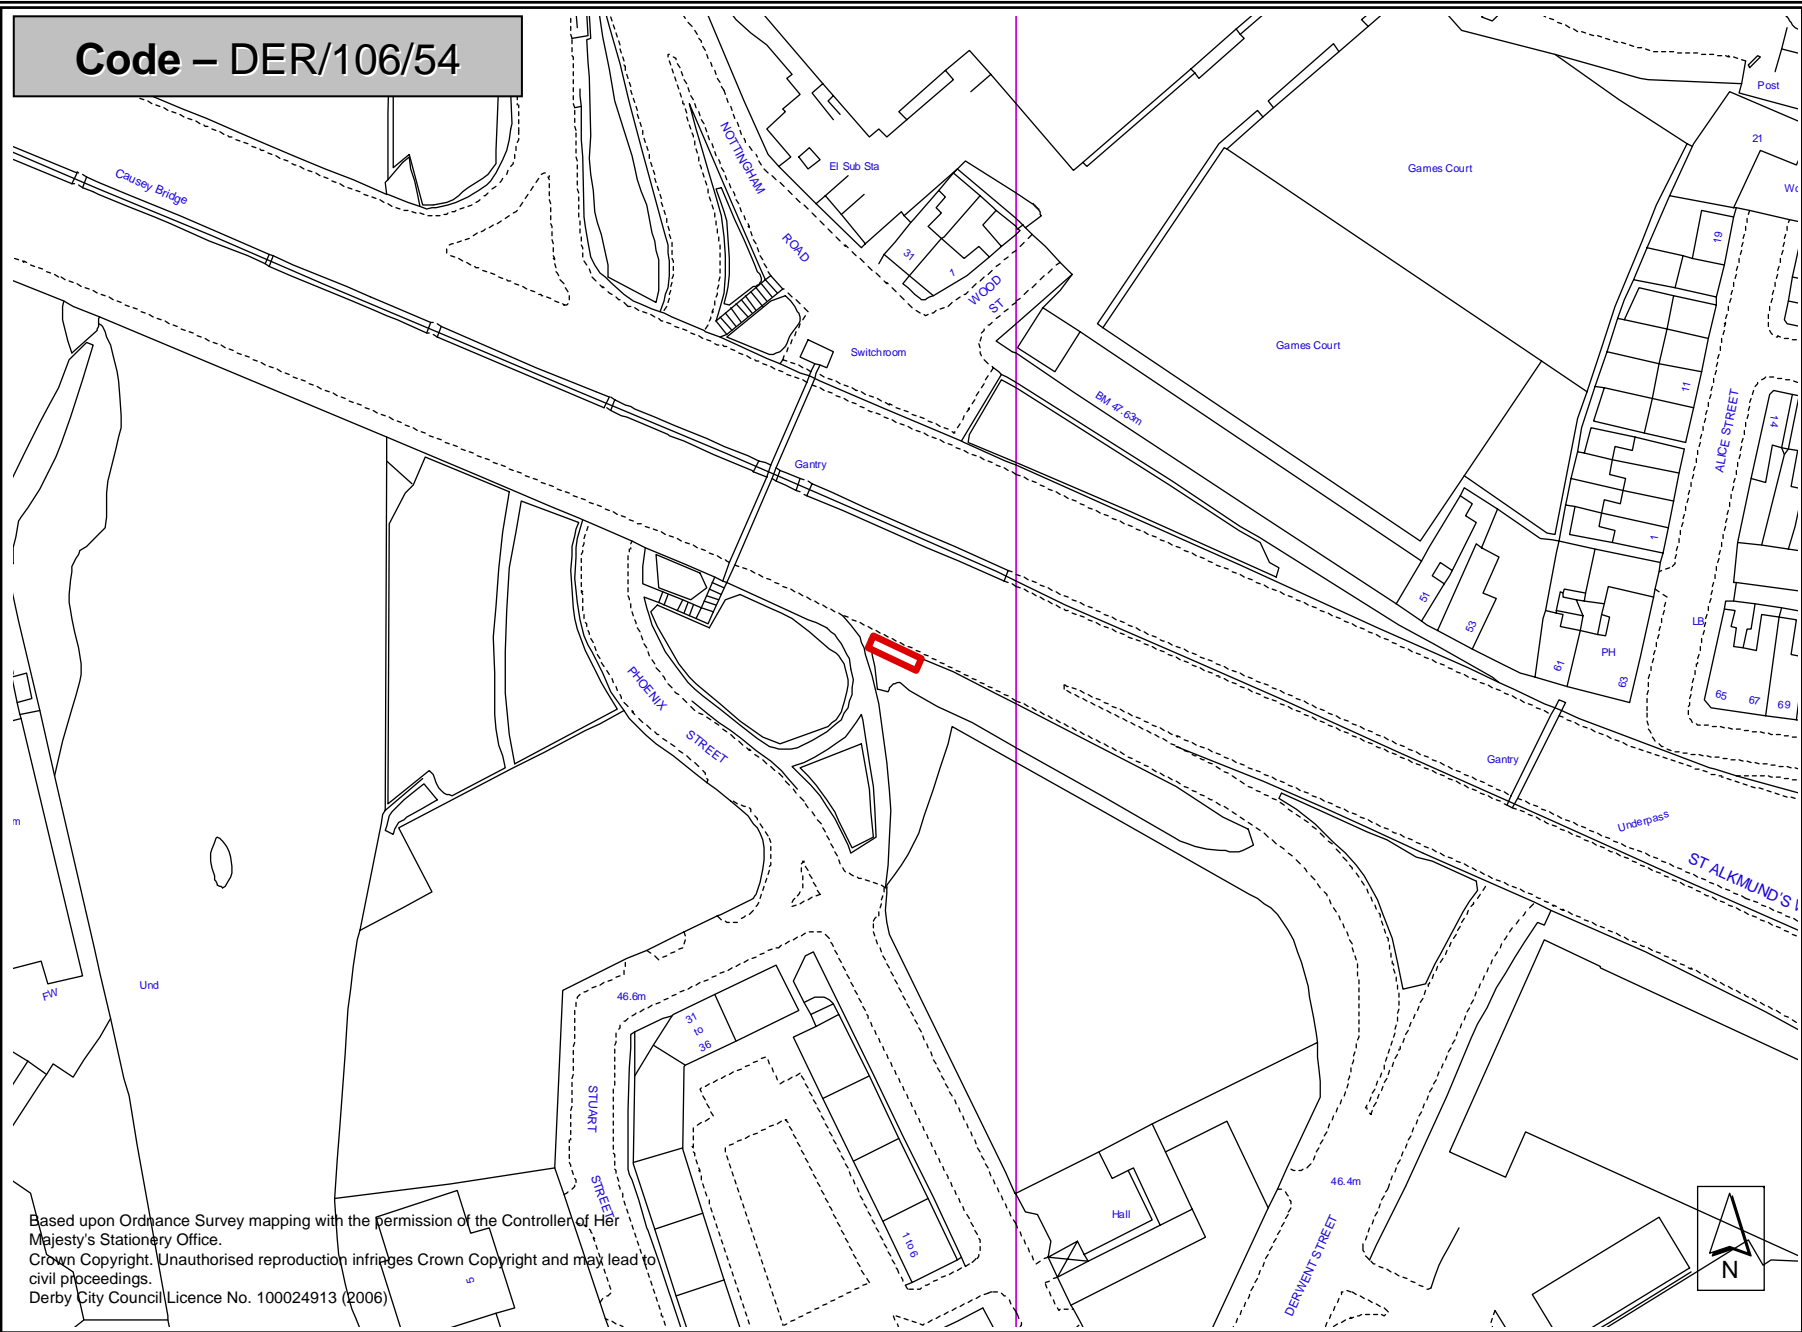 Code – DER/106/54
Causey Bridge
NOTTINGHAM
ROAD
El Sub Sta
31
1
WOOD
ST
Switchroom
Gantry
BM 47.63m
Games Court
Games Court
Post
21
19
11
1
ALICE STREET
14
51
53
61
PH
63
LB
65
67
69
Gantry
Underpass
PHOENIX
STREET
46.6m
31
to
36
STUART
STREET
1 to 6
Hall
46.4m
DERWENT STREET
FW
Und
m
5
N
Based upon Ordnance Survey mapping with the permission of the Controller of Her
Majesty's Stationery Office.
Crown Copyright. Unauthorised reproduction infringes Crown Copyright and may lead to
civil proceedings.
Derby City Council Licence No. 100024913 (2006)